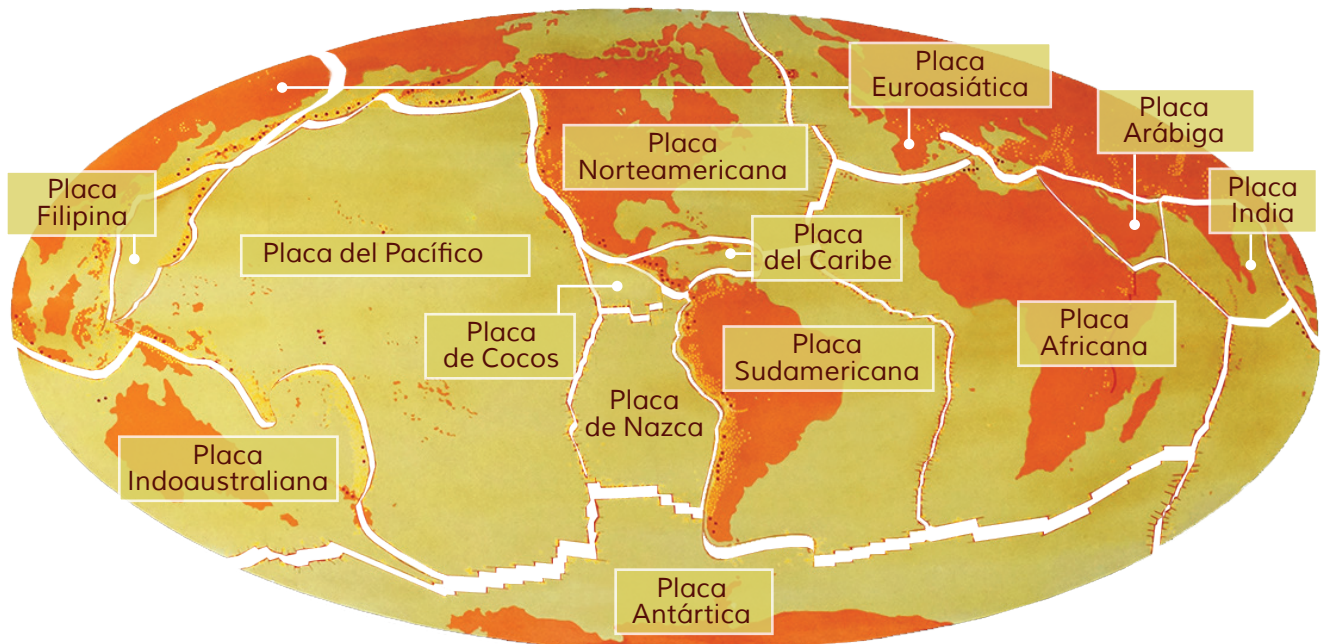 Placa
Euroasiática
Placa
Arábiga
Placa
Norteamericana
Placa
Filipina
Placa
India
Placa del Pacífico
Placa
del Caribe
Placa
de Cocos
Placa
Sudamericana
Placa
Africana
Placa
de Nazca
Placa
Indoaustraliana
Placa
Antártica